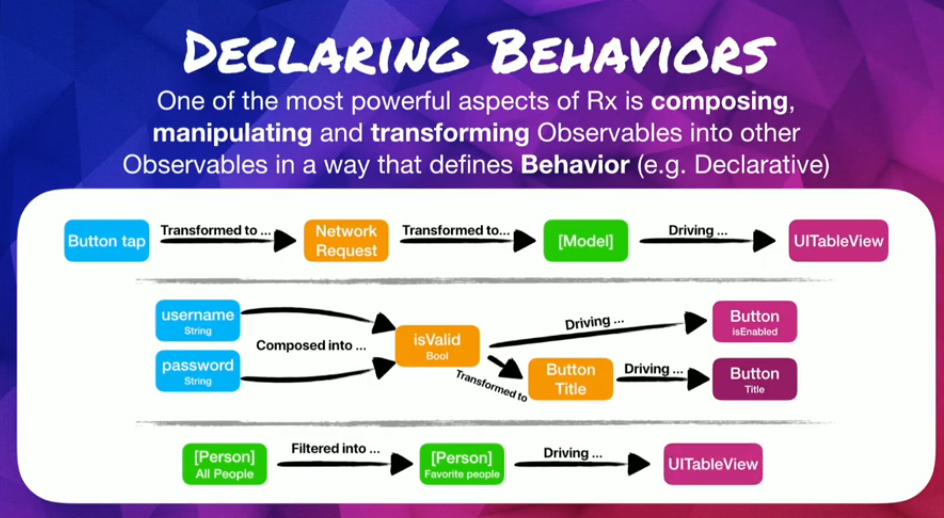 DECLARING BEHAVIORS
One of the most powerful aspects of Rx is composing,
manipulating and transforming Observables into other
Observables in a way that defines Behavior (e.g. Declarative)
Button tap
Transformed to ...
Network
Request
Transformed to...
[Model]
Driving ...
UITableView
username
String
password
String
Composed into ...
isValid
Bool
Driving ...
Button
isEnabled
Transformed to
Button
Title
Driving ...
Button
Title
[Person]
All People
Filtered into ...
[Person]
Favorite people
Driving ...
UITableView